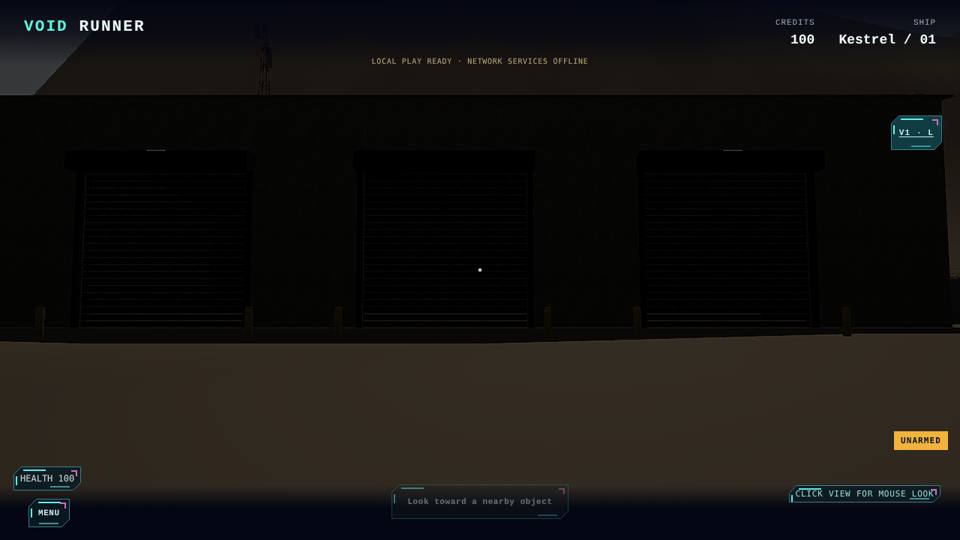 VOID RUNNER
CREDITS
100
SHIP
Kestrel / 01
LOCAL PLAY READY · NETWORK SERVICES OFFLINE
V1 · L
UNARMED
HEALTH 100
MENU
Look toward a nearby object
CLICK VIEW FOR MOUSE LOOK